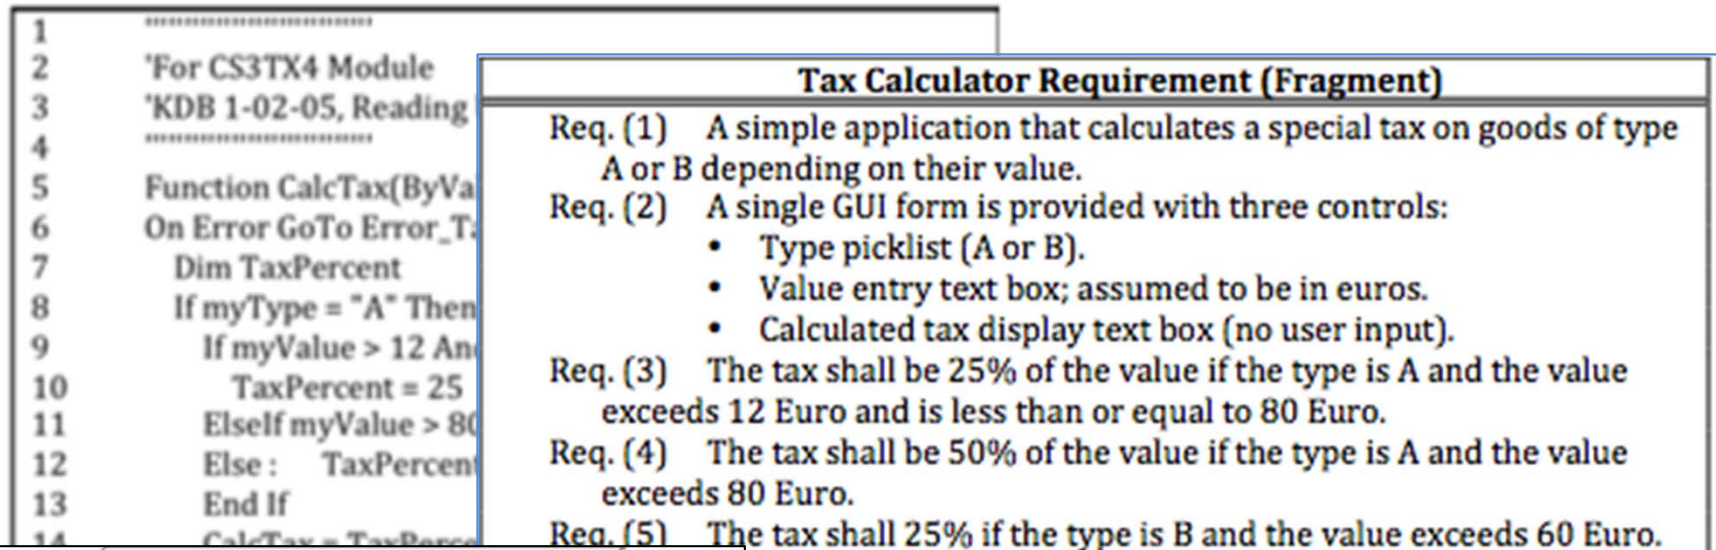 1 ''''''''''''''''''''''''''''''
2 'For CS3TX4 Module
3 'KDB 1-02-05, Reading
4 ''''''''''''''''''''''''''''''
5 Function CalcTax(ByVa
6 On Error GoTo Error_Ta
7 Dim TaxPercent
8 If myType = "A" Then
9 If myValue > 12 An
10 TaxPercent = 25
11 ElseIf myValue > 80
12 Else : TaxPercent
13 End If
14 CalcTax = TaxPerce
Tax Calculator Requirement (Fragment)
Req. (1) A simple application that calculates a special tax on goods of type
A or B depending on their value.
Req. (2) A single GUI form is provided with three controls:
• Type picklist (A or B).
• Value entry text box; assumed to be in euros.
• Calculated tax display text box (no user input).
Req. (3) The tax shall be 25% of the value if the type is A and the value
exceeds 12 Euro and is less than or equal to 80 Euro.
Req. (4) The tax shall be 50% of the value if the type is A and the value
exceeds 80 Euro.
Req. (5) The tax shall 25% if the type is B and the value exceeds 60 Euro.